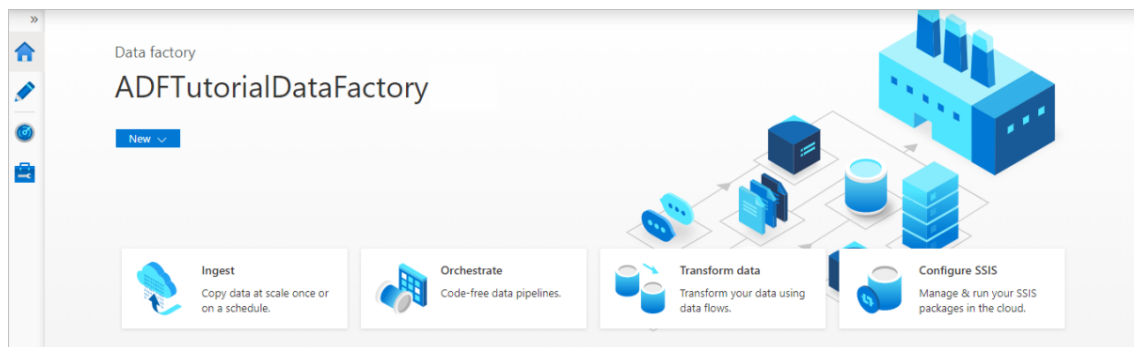 Data factory
ADFTutorialDataFactory
New
Ingest
Copy data at scale once or
on a schedule.
Orchestrate
Code-free data pipelines.
Transform data
Transform your data using
data flows.
Configure SSIS
Manage & run your SSIS
packages in the cloud.